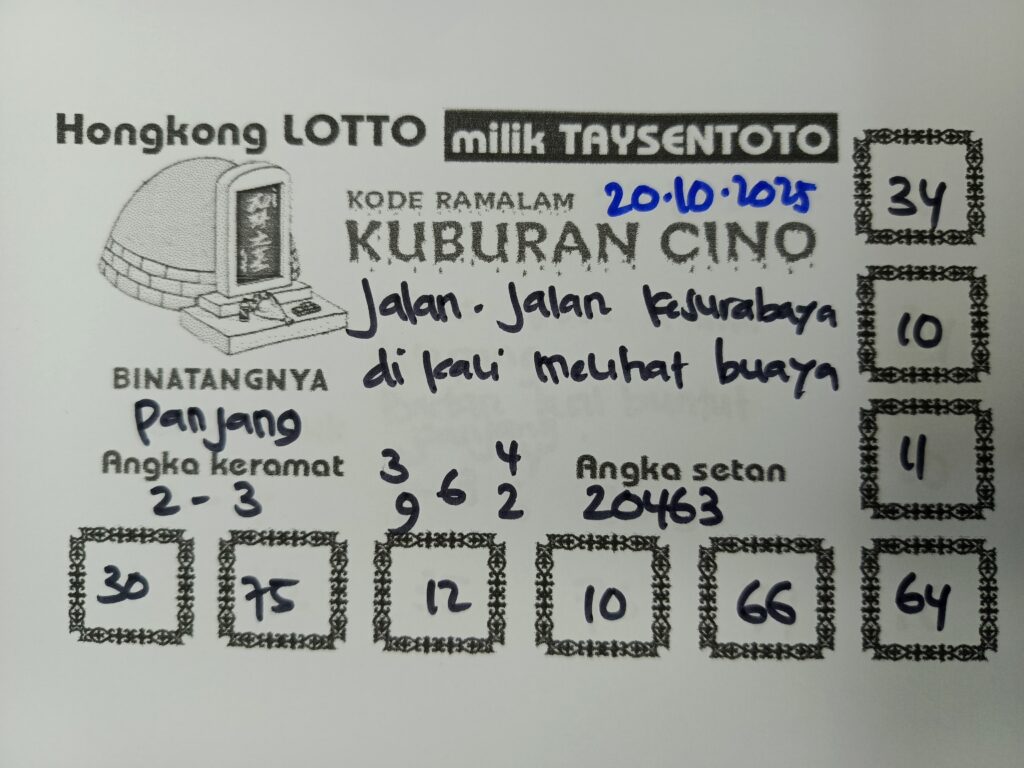 Hongkong LOTTO milik TAYSENTOTO
KODE RAMALAM 20.10.2025
KUBURAN CINO
Jalan-Jalan kesurabaya
di kali melihat buaya
BINATANGNYA
Panjang
Angka keramat
2 - 3
3 4
6
9 2
Angka setan
20463
34
10
11
30 75 12 10 66 64